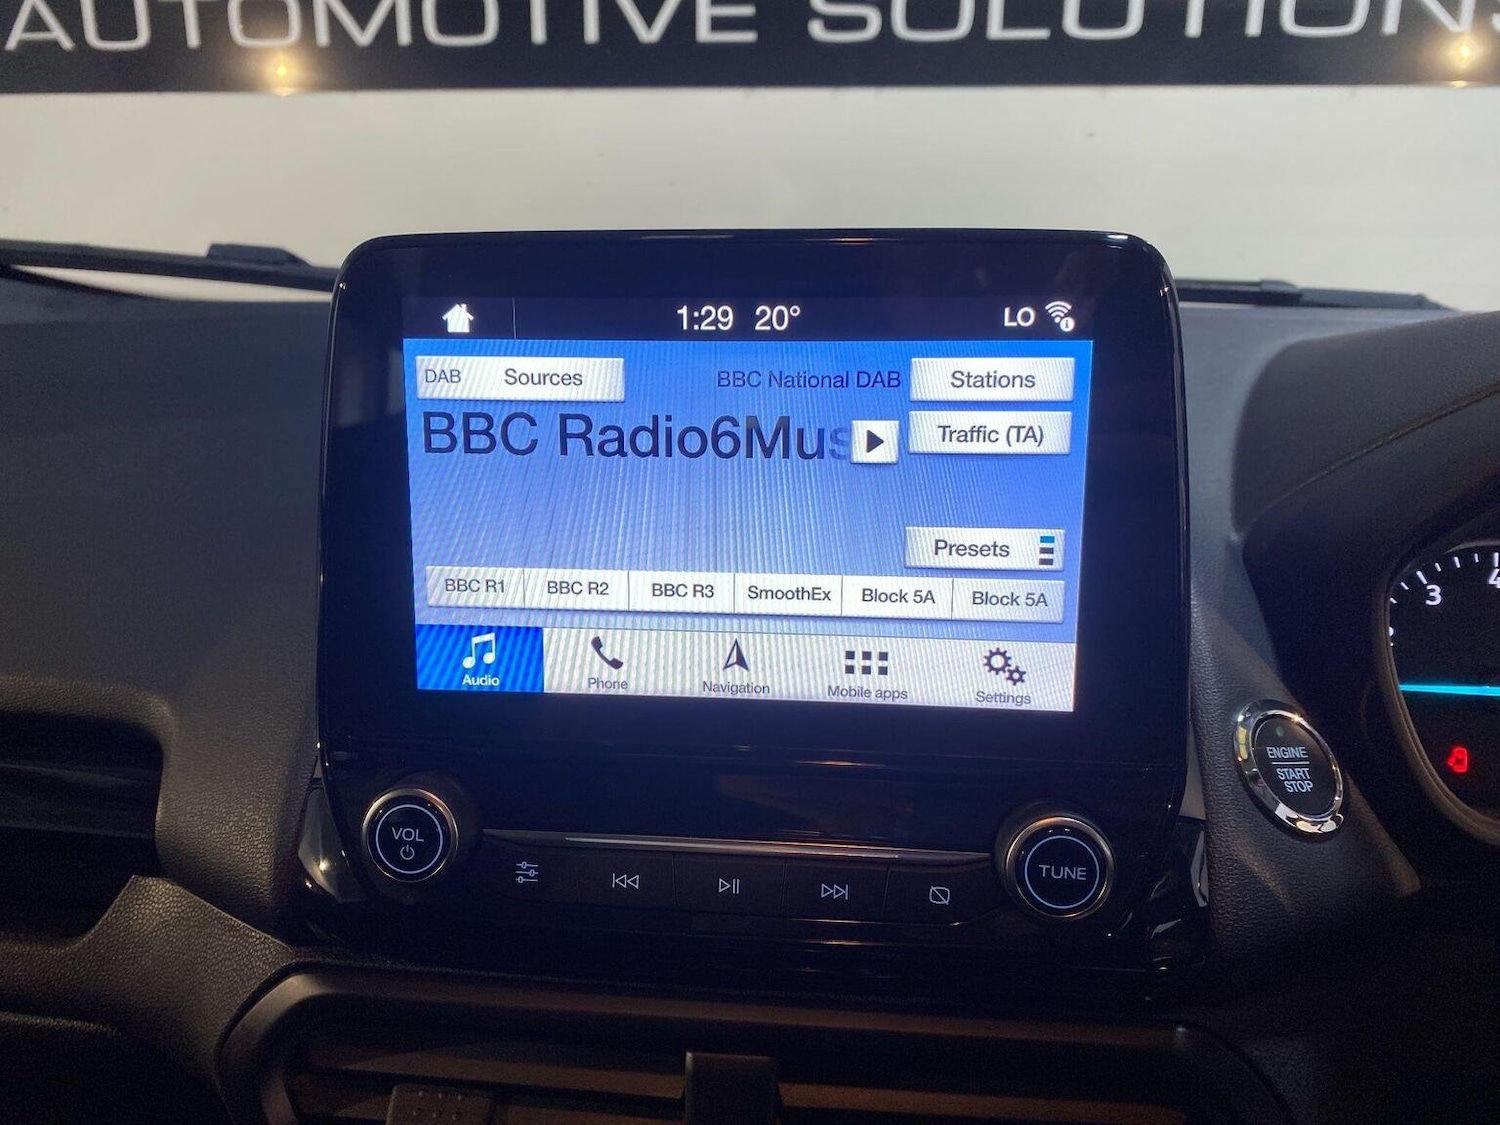 AUTOMOTIVE SOLUTIONS
1:29 20° LO
DAB Sources BBC National DAB Stations
BBC Radio6Mus Traffic (TA)
Presets
BBC R1 BBC R2 BBC R3 SmoothEx Block 5A Block 5A
Audio Phone Navigation Mobile apps Settings
VOL
TUNE
ENGINE
START
STOP
3
4